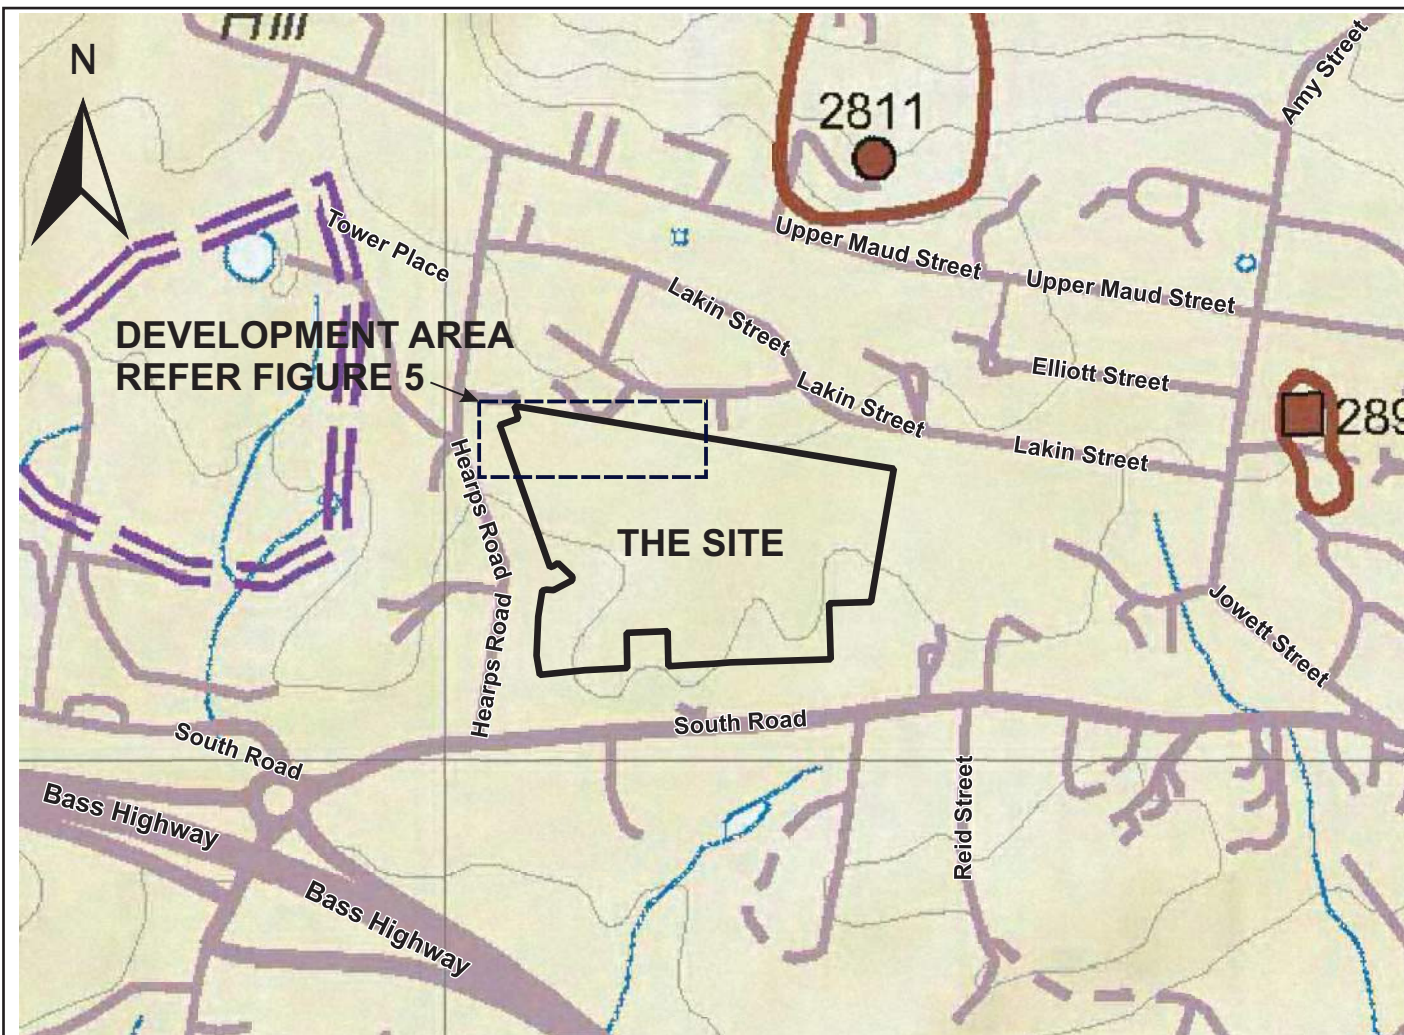 Hill
N
2811
Amy Street
Tower Place
Upper Maud Street
Upper Maud Street
Lakin Street
DEVELOPMENT AREA
REFER FIGURE 5
Elliott Street
Lakin Street
289
Lakin Street
Hearps Road
THE SITE
Hearps Road
Jowett Street
South Road
South Road
Bass Highway
Reid Street
Bass Highway